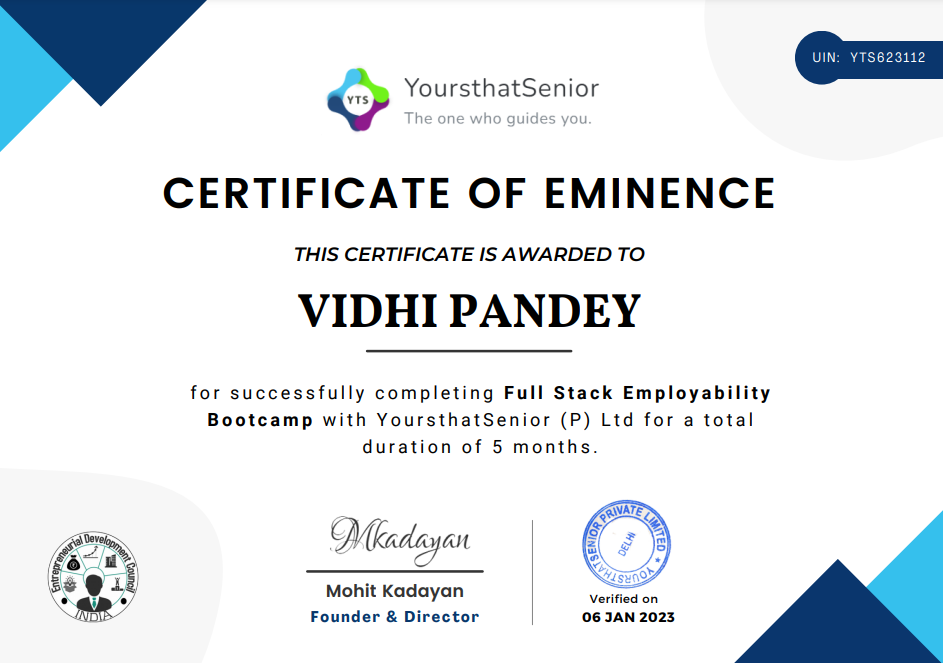 UIN: YTS623112
YTS
YoursthatSenior
The one who guides you.
CERTIFICATE OF EMINENCE
THIS CERTIFICATE IS AWARDED TO
VIDHI PANDEY
for successfully completing Full Stack Employability
Bootcamp with YoursthatSenior (P) Ltd for a total
duration of 5 months.
Entrepreneurial Development Council
INDIA
Mkadayan
Mohit Kadayan
Founder & Director
YOURSTHATSENIOR PRIVATE LIMITED
DELHI
Verified on
06 JAN 2023